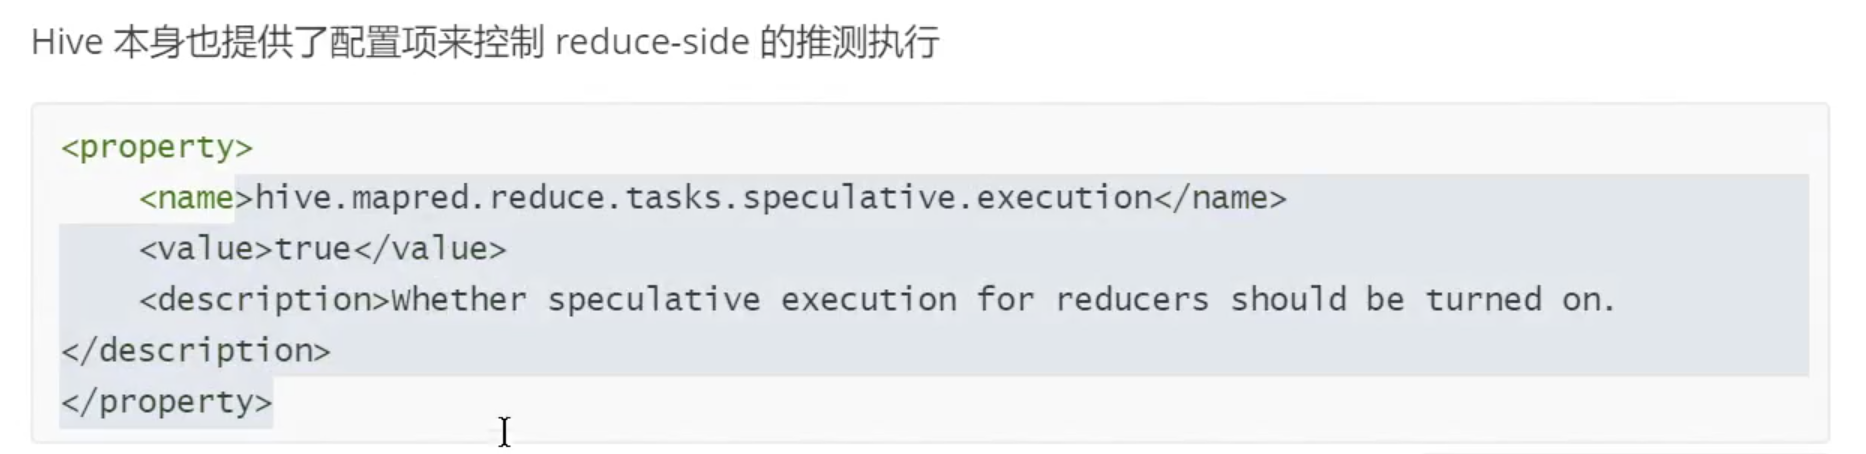 Hive 本身也提供了配置项来控制 reduce-side 的推测执行
<property>
    <name>hive.mapred.reduce.tasks.speculative.execution</name>
    <value>true</value>
    <description>Whether speculative execution for reducers should be turned on.
</description>
</property>